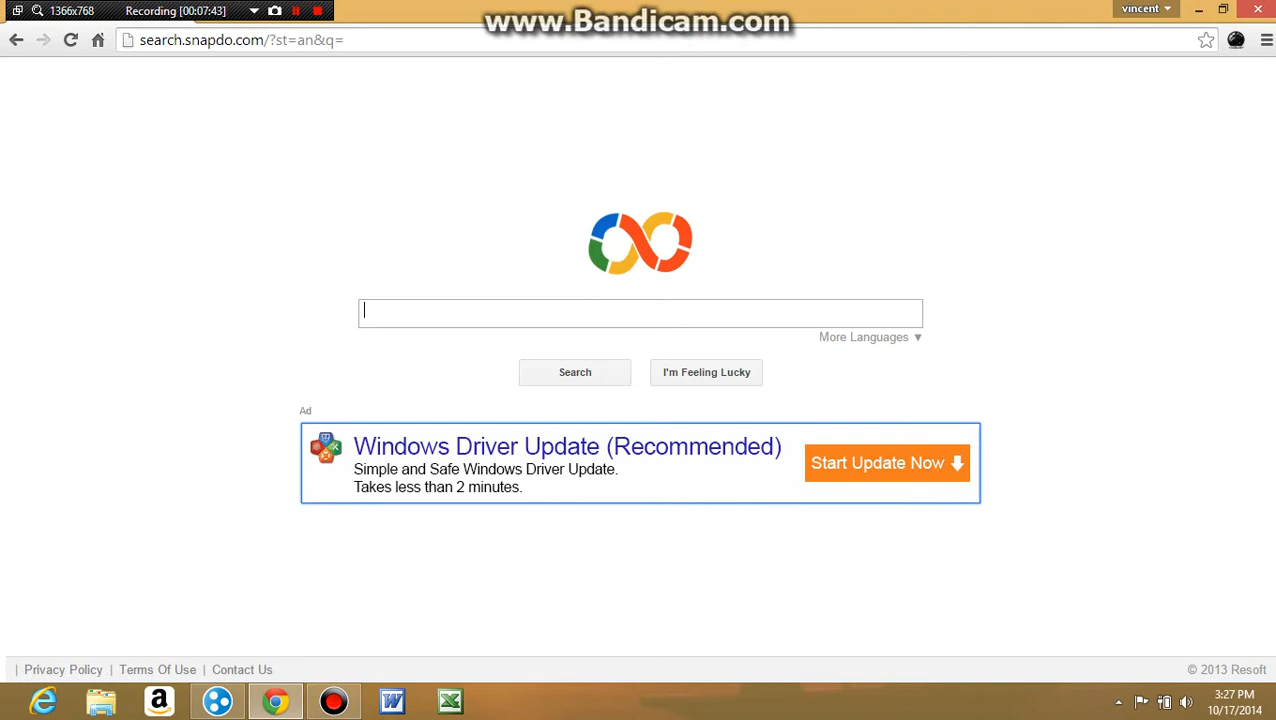 1366x768 Recording [00:07:43]
www.Bandicam.com
vincent
search.snapdo.com/?st=an&q=
More Languages ▼
Search I'm Feeling Lucky
Ad
Windows Driver Update (Recommended)
Simple and Safe Windows Driver Update.
Takes less than 2 minutes.
Start Update Now
| Privacy Policy | Terms Of Use | Contact Us
© 2013 Resoft
3:27 PM
10/17/2014